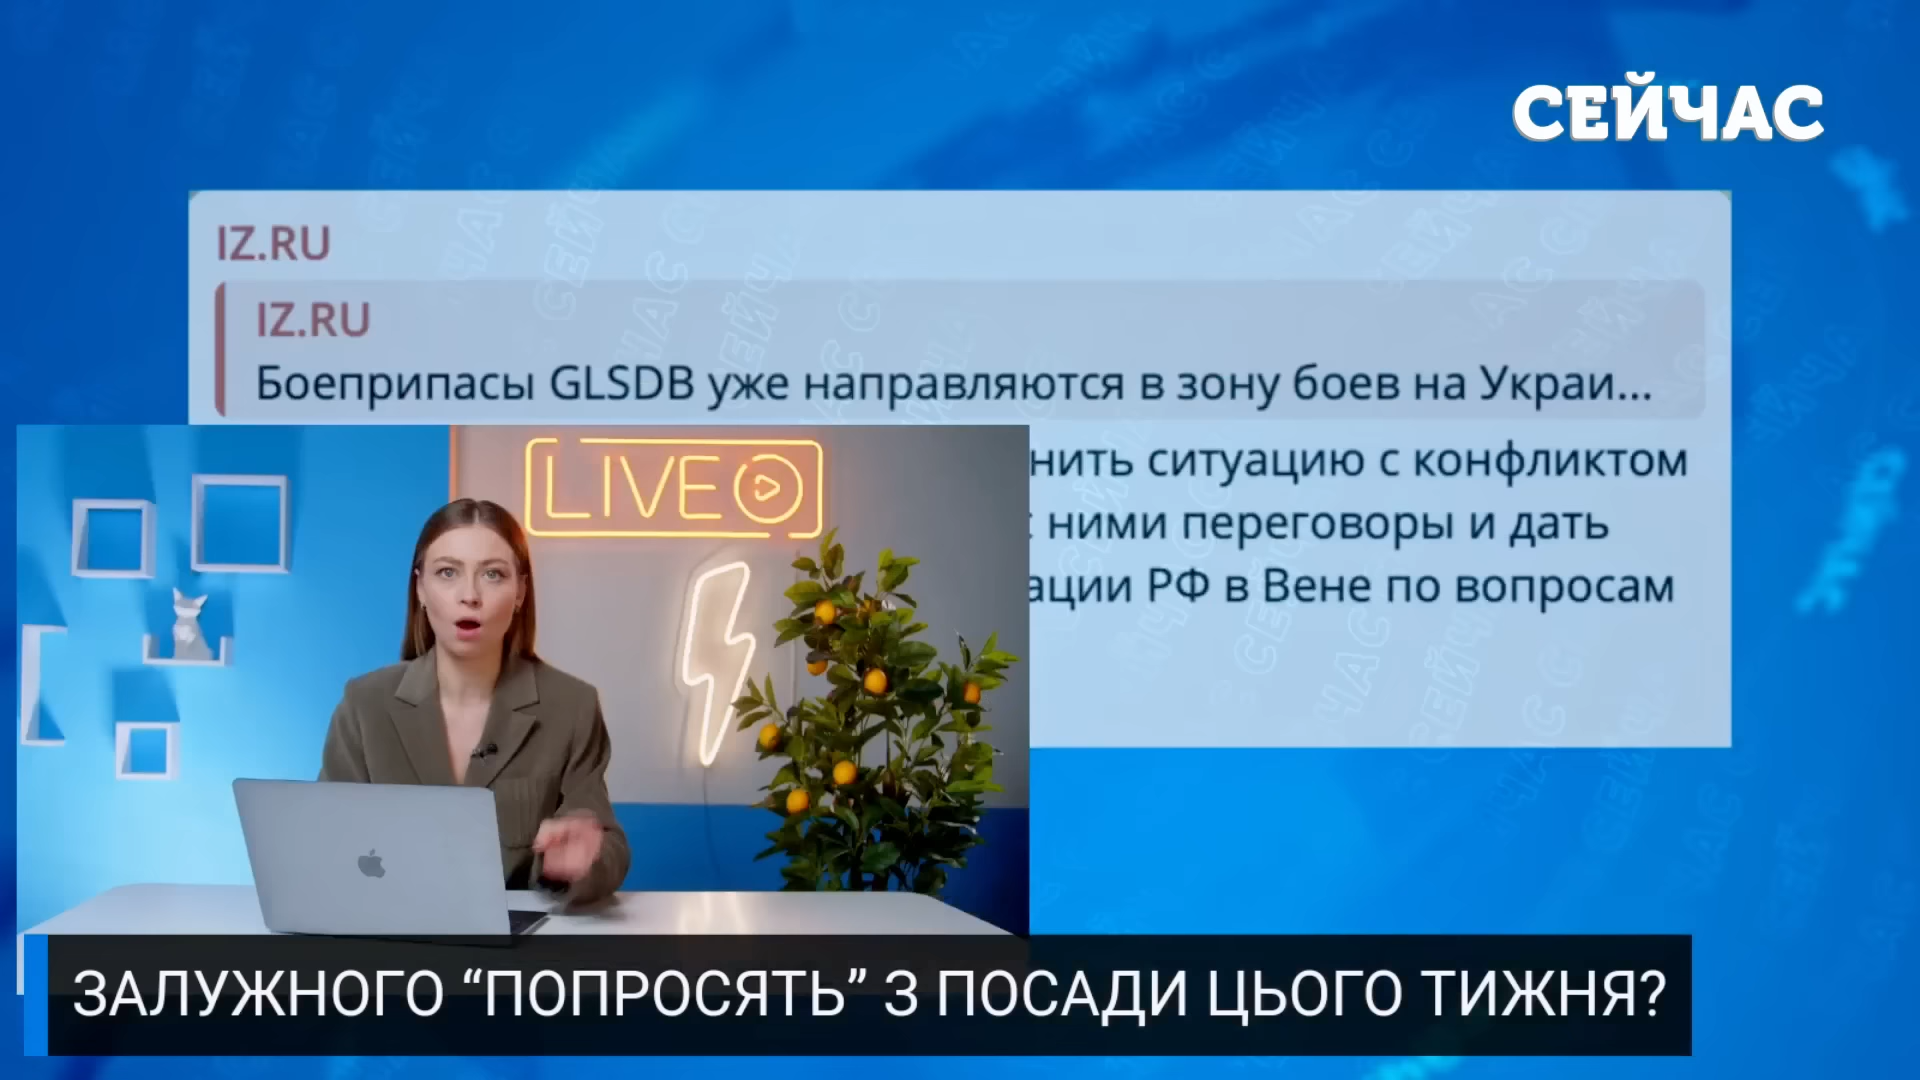 СЕЙЧАС
IZ.RU
IZ.RU
Боеприпасы GLSDB уже направляются в зону боев на Украи...
нить ситуацию с конфликтом
ними переговоры и дать
ации РФ в Вене по вопросам
LIVE
ЗАЛУЖНОГО “ПОПРОСЯТЬ” З ПОСАДИ ЦЬОГО ТИЖНЯ?